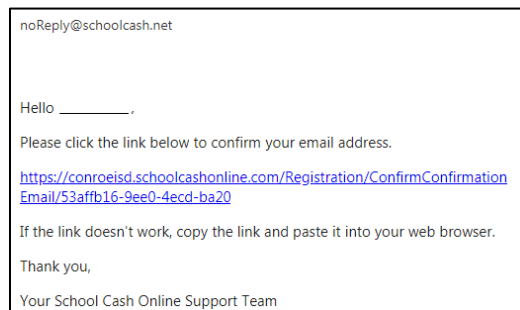 noReply@schoolcash.net
Hello __________,
Please click the link below to confirm your email address.
https://conroeisd.schoolcashonline.com/Registration/ConfirmConfirmation
Email/53affb16-9ee0-4ecd-ba20
If the link doesn't work, copy the link and paste it into your web browser.
Thank you,
Your School Cash Online Support Team